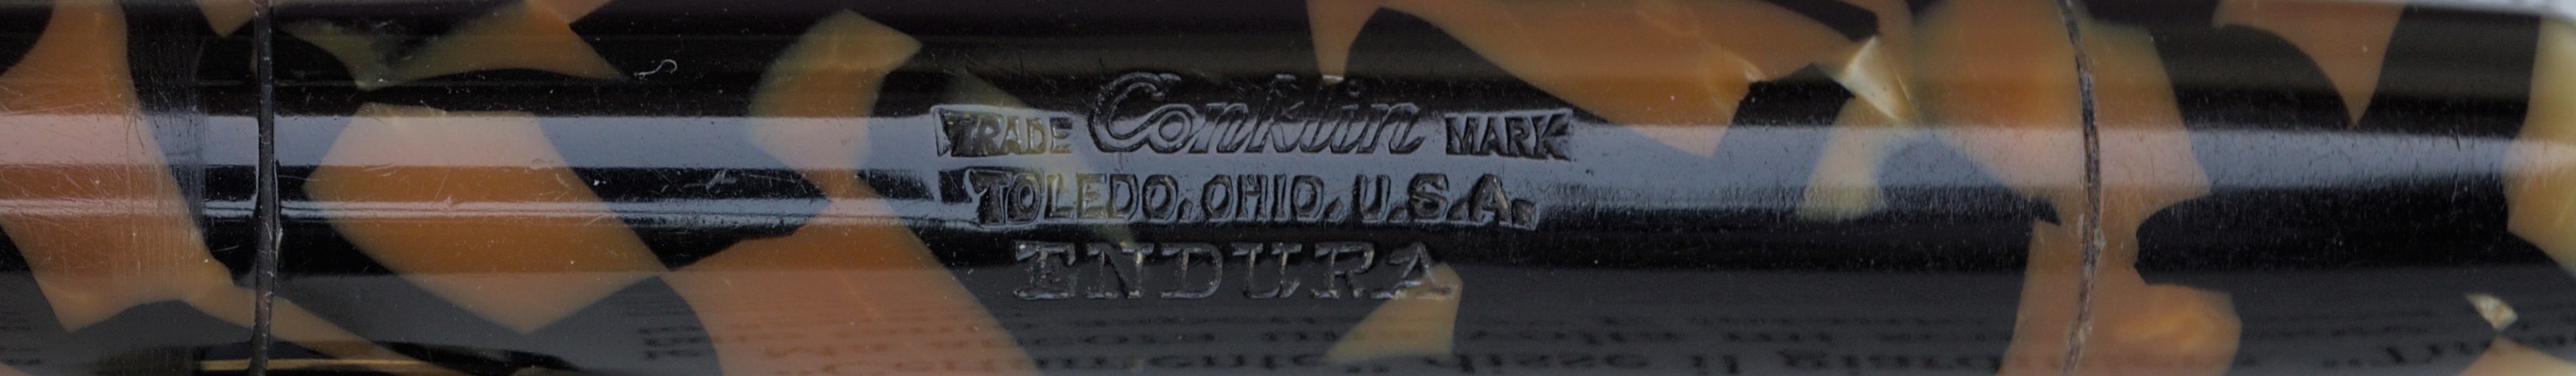 TRADE Conklin MARK
TOLEDO, OHIO, U.S.A.
ENDURA